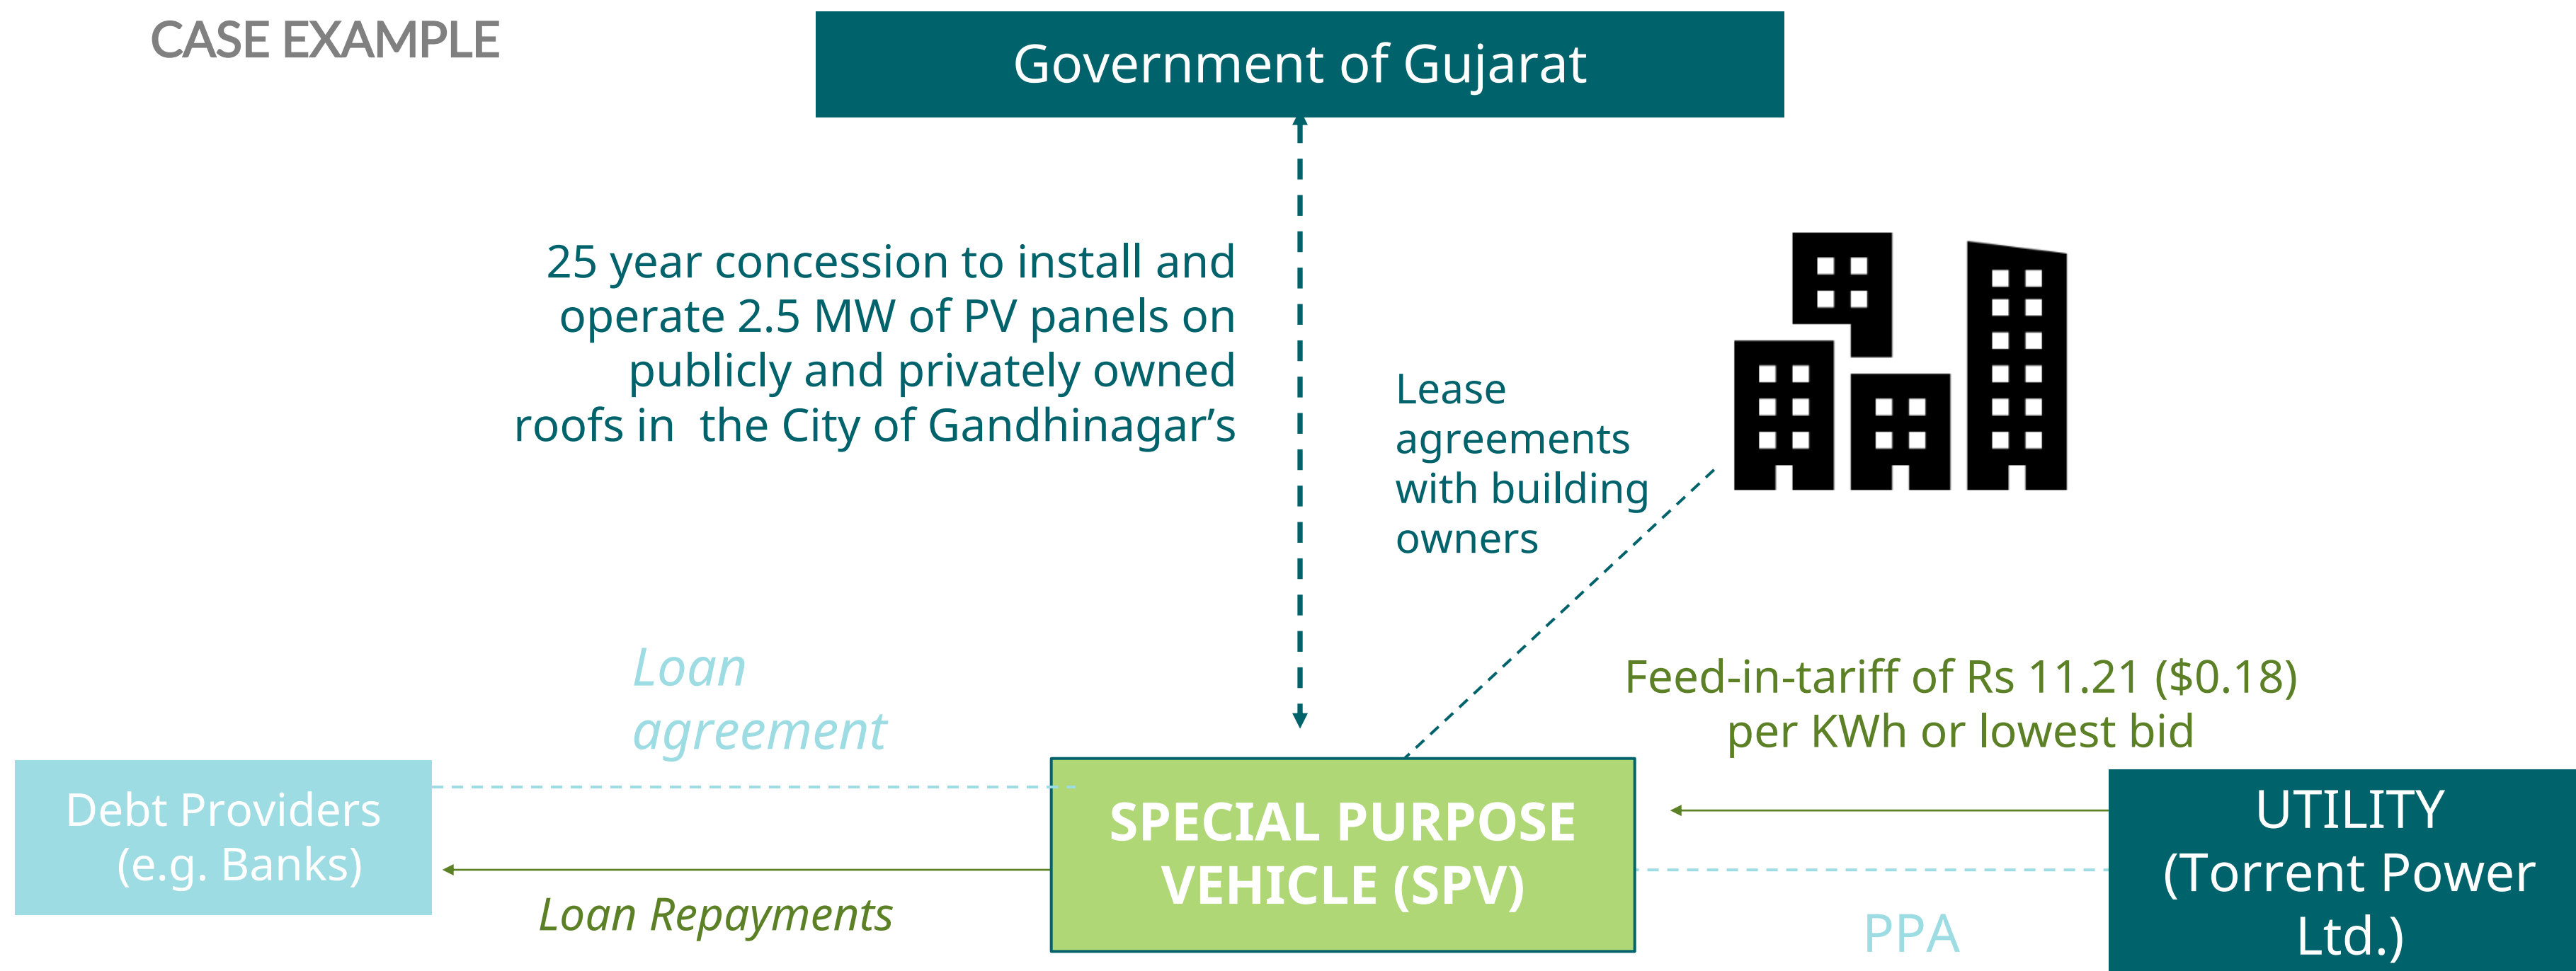 CASE EXAMPLE
Government of Gujarat
25 year concession to install and
operate 2.5 MW of PV panels on
publicly and privately owned
roofs in  the City of Gandhinagar’s
Lease
agreements
with building
owners
Loan
agreement
Feed-in-tariff of Rs 11.21 ($0.18)
per KWh or lowest bid
Debt Providers
(e.g. Banks)
SPECIAL PURPOSE
VEHICLE (SPV)
UTILITY
(Torrent Power
Ltd.)
Loan Repayments
PPA